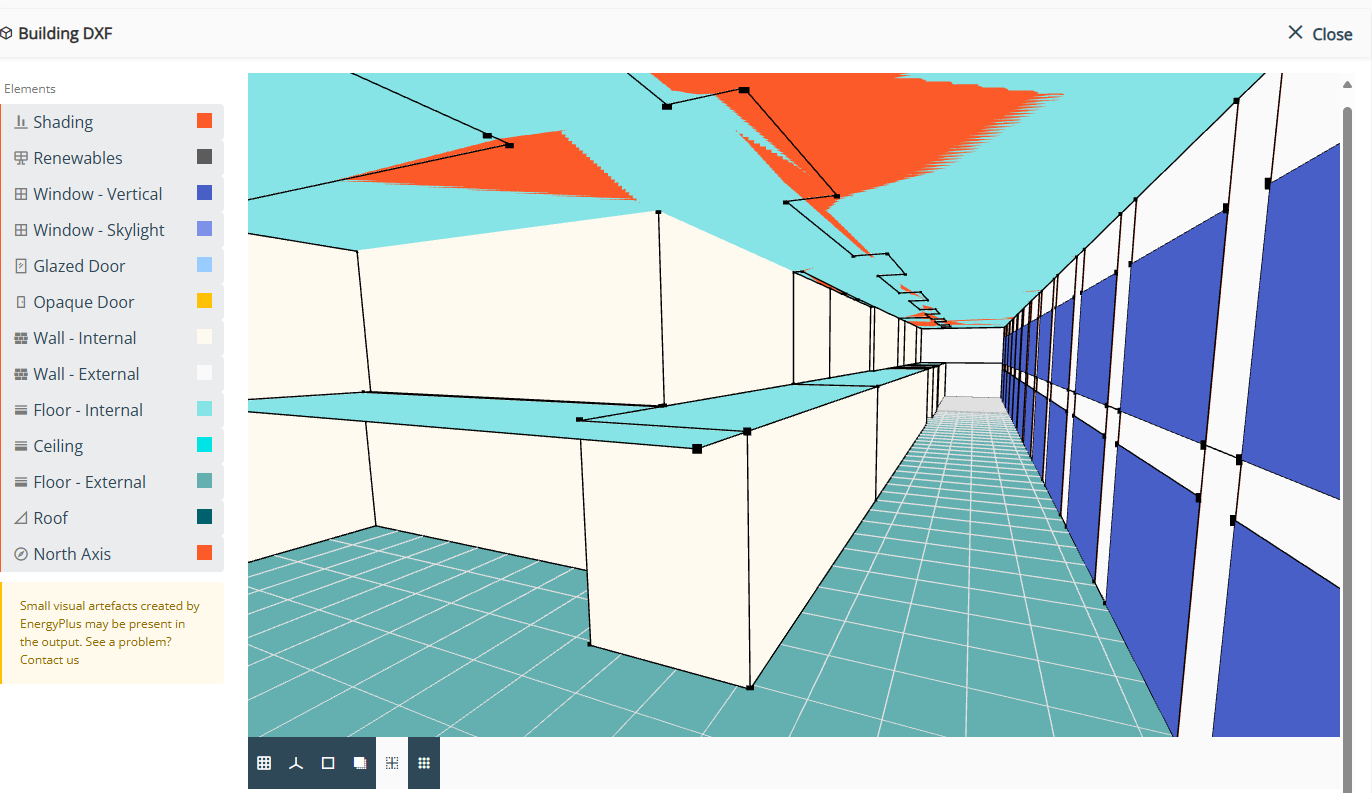 Building DXF
Close
Elements
Shading
Renewables
Window - Vertical
Window - Skylight
Glazed Door
Opaque Door
Wall - Internal
Wall - External
Floor - Internal
Ceiling
Floor - External
Roof
North Axis
Small visual artefacts created by
EnergyPlus may be present in
the output. See a problem?
Contact us